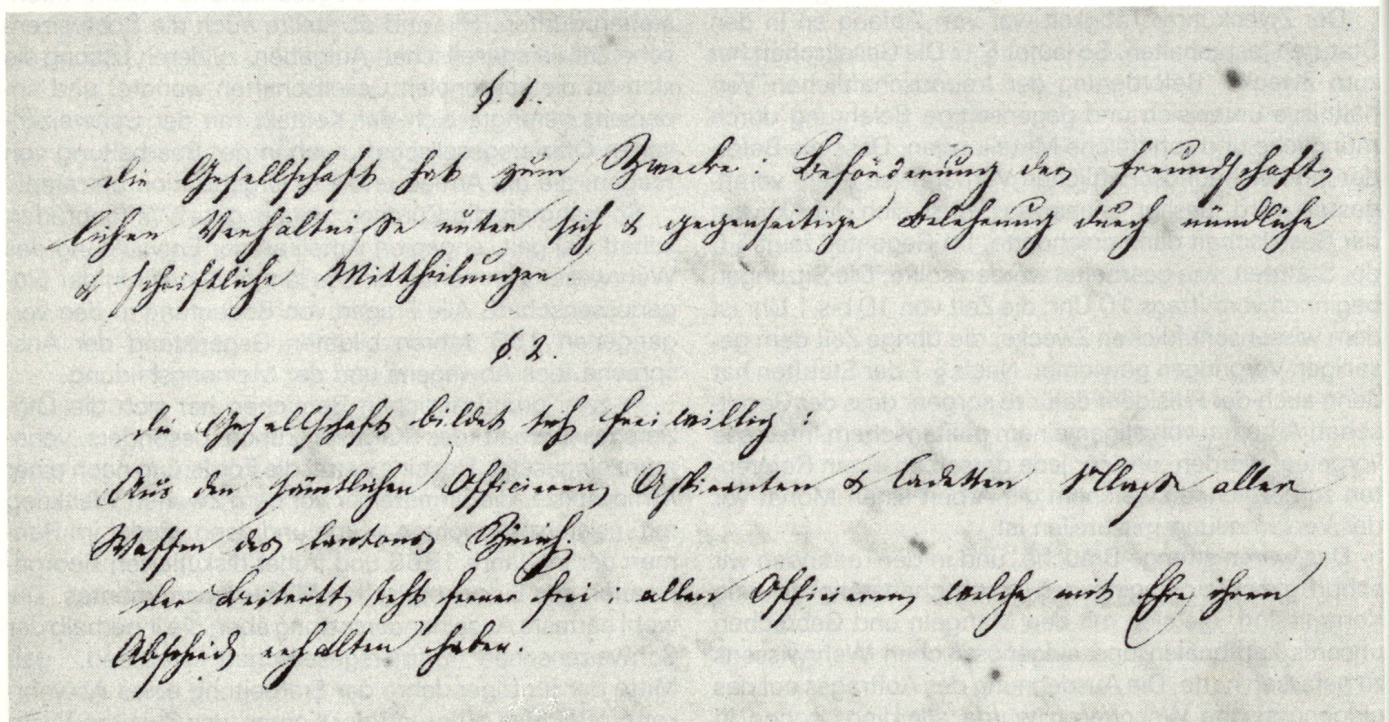 §. 1.
Die Gesellschaft hat zum Zwecke: Beförderung der freundschaft-
lichen Verhältnisse unter sich & gegenseitige Belehrung durch mündliche
& schriftliche Mittheilungen
§. 2.
Die Gesellschaft bildet sich freiwillig:
Aus den sämtlichen Officieren, Aspiranten & Cadetten aller
Waffen des Cantons Zürich.
Der Beitritt steht ferner frei: allen Officieren, welche mit Ehre ihren
Abschied erhalten haben.